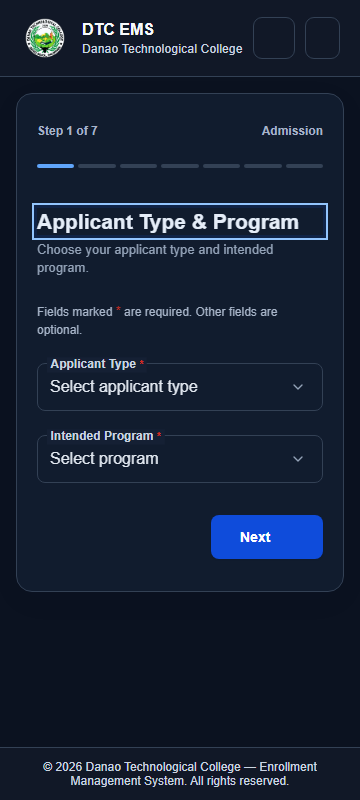 DTC EMS
Danao Technological College
Step 1 of 7
Admission
Applicant Type & Program
Choose your applicant type and intended
program.
Fields marked * are required. Other fields are
optional.
Applicant Type *
Select applicant type
Intended Program *
Select program
Next
© 2026 Danao Technological College — Enrollment
Management System. All rights reserved.